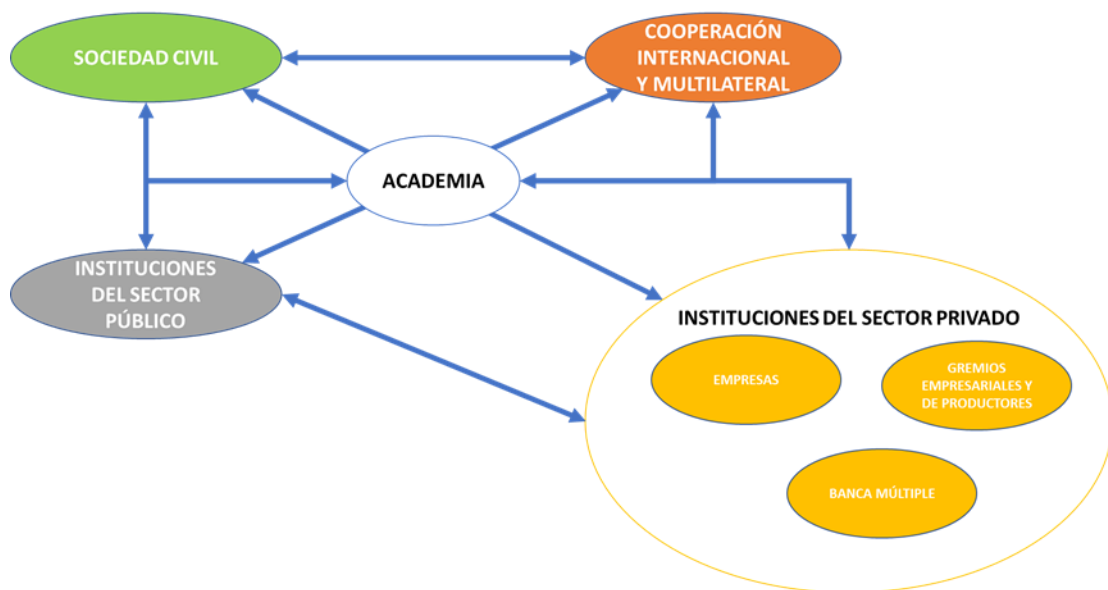 SOCIEDAD CIVIL
COOPERACIÓN
INTERNACIONAL
Y MULTILATERAL
ACADEMIA
INSTITUCIONES
DEL SECTOR
PÚBLICO
INSTITUCIONES DEL SECTOR PRIVADO
EMPRESAS
GREMIOS
EMPRESARIALES Y
DE PRODUCTORES
BANCA MÚLTIPLE